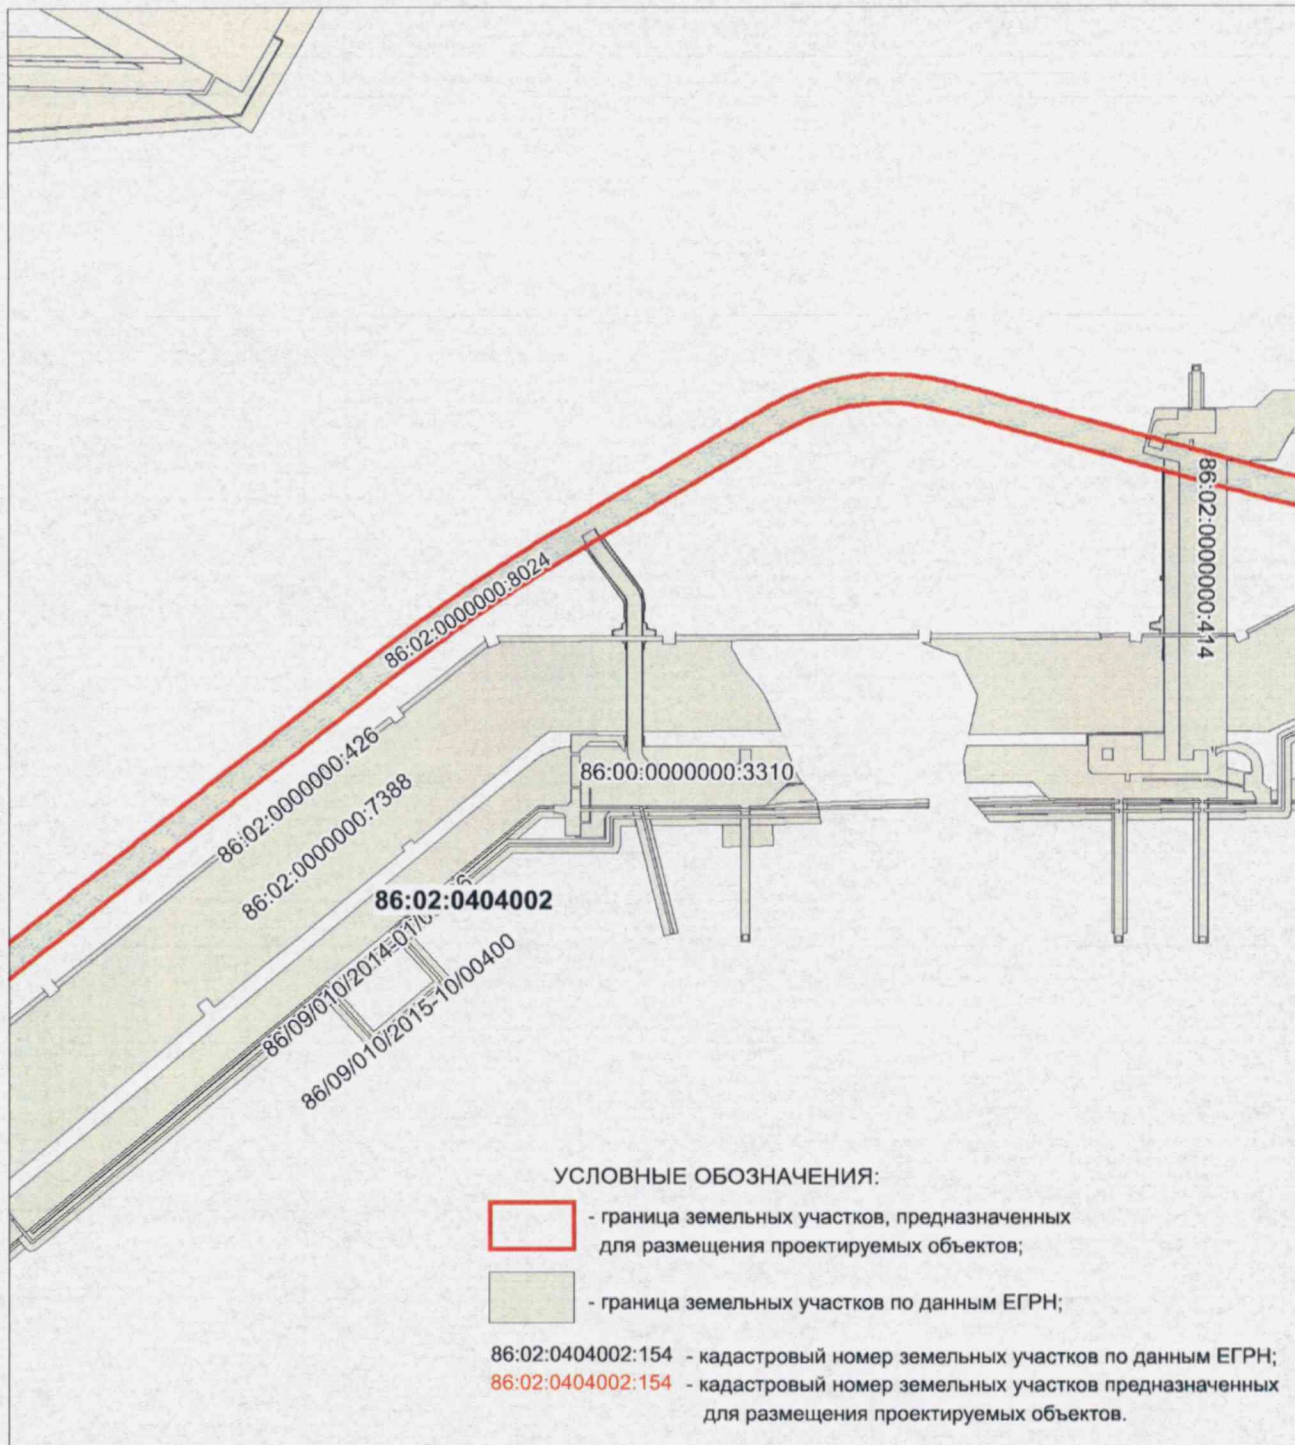 86:02:0000000:8024
86:02:0000000:414
86:02:0000000:426
86:02:0000000:7388
86:00:0000000:3310
86:02:0404002
86/09/010/2015-10/00400
УСЛОВНЫЕ ОБОЗНАЧЕНИЯ:
- граница земельных участков, предназначенных
для размещения проектируемых объектов;
- граница земельных участков по данным ЕГРН;
86:02:0404002:154 - кадастровый номер земельных участков по данным ЕГРН;
86:02:0404002:154 - кадастровый номер земельных участков предназначенных
для размещения проектируемых объектов.